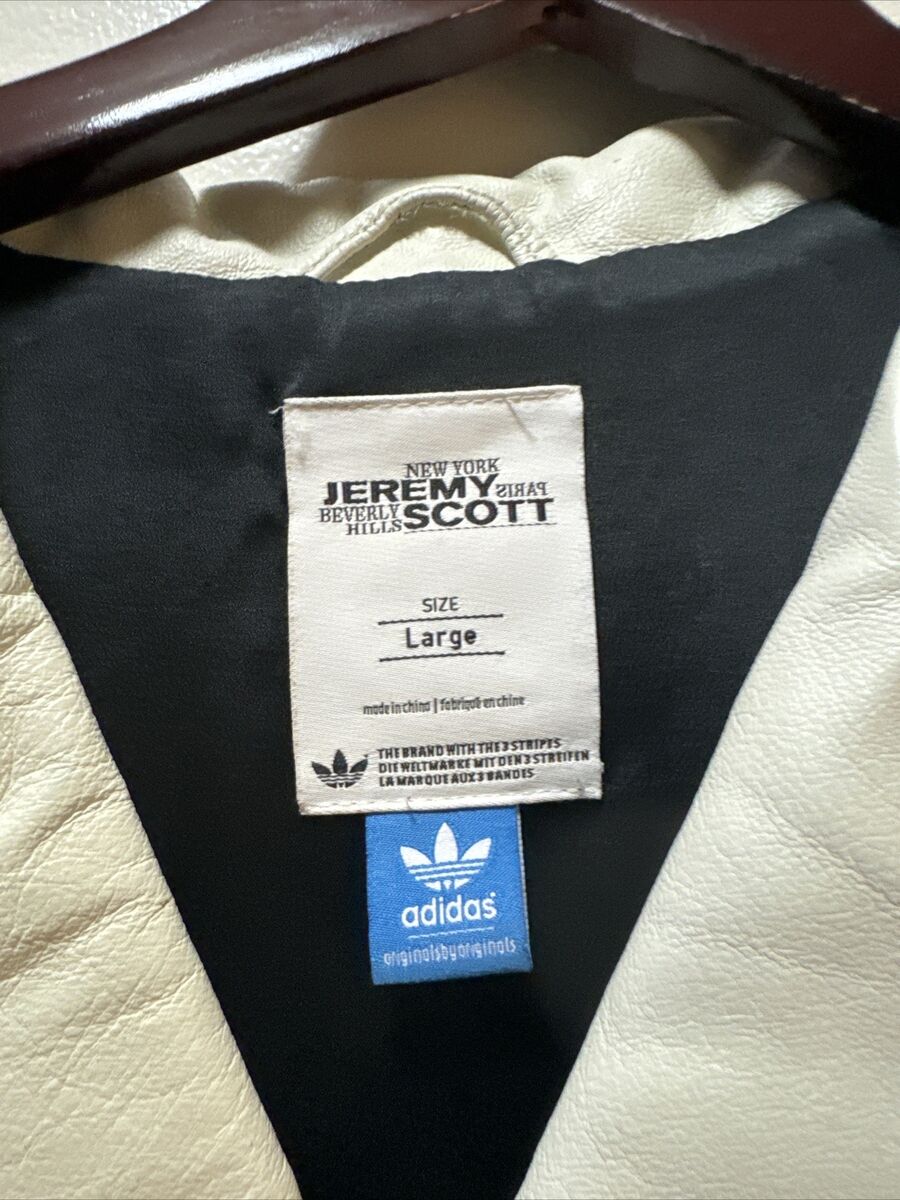 NEW YORK
JEREMY PARIS
BEVERLY SCOTT
HILLS
SIZE
Large
made in china | fabriqué en chine
THE BRAND WITH THE 3 STRIPES
DIE WELTMARKE MIT DEN 3 STREIFEN
LA MARQUE AUX 3 BANDES
adidas
originalsbyoriginals